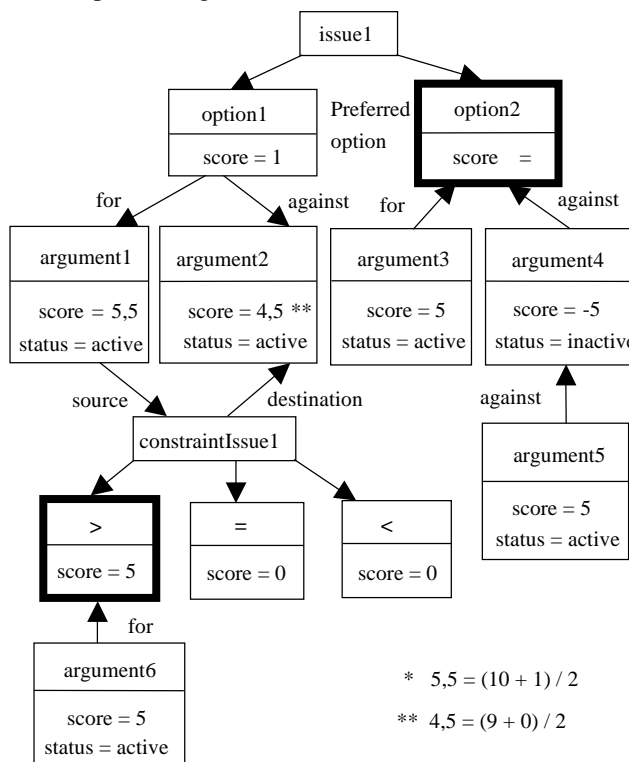 issue1
option1
score = 1
Preferred
option
option2
score =
for
against
for
against
argument1
score = 5,5
status = active
argument2
score = 4,5 **
status = active
argument3
score = 5
status = active
argument4
score = -5
status = inactive
source
destination
against
constraintIssue1
argument5
score = 5
status = active
>
score = 5
=
score = 0
<
score = 0
for
argument6
score = 5
status = active
* 5,5 = (10 + 1) / 2
** 4,5 = (9 + 0) / 2